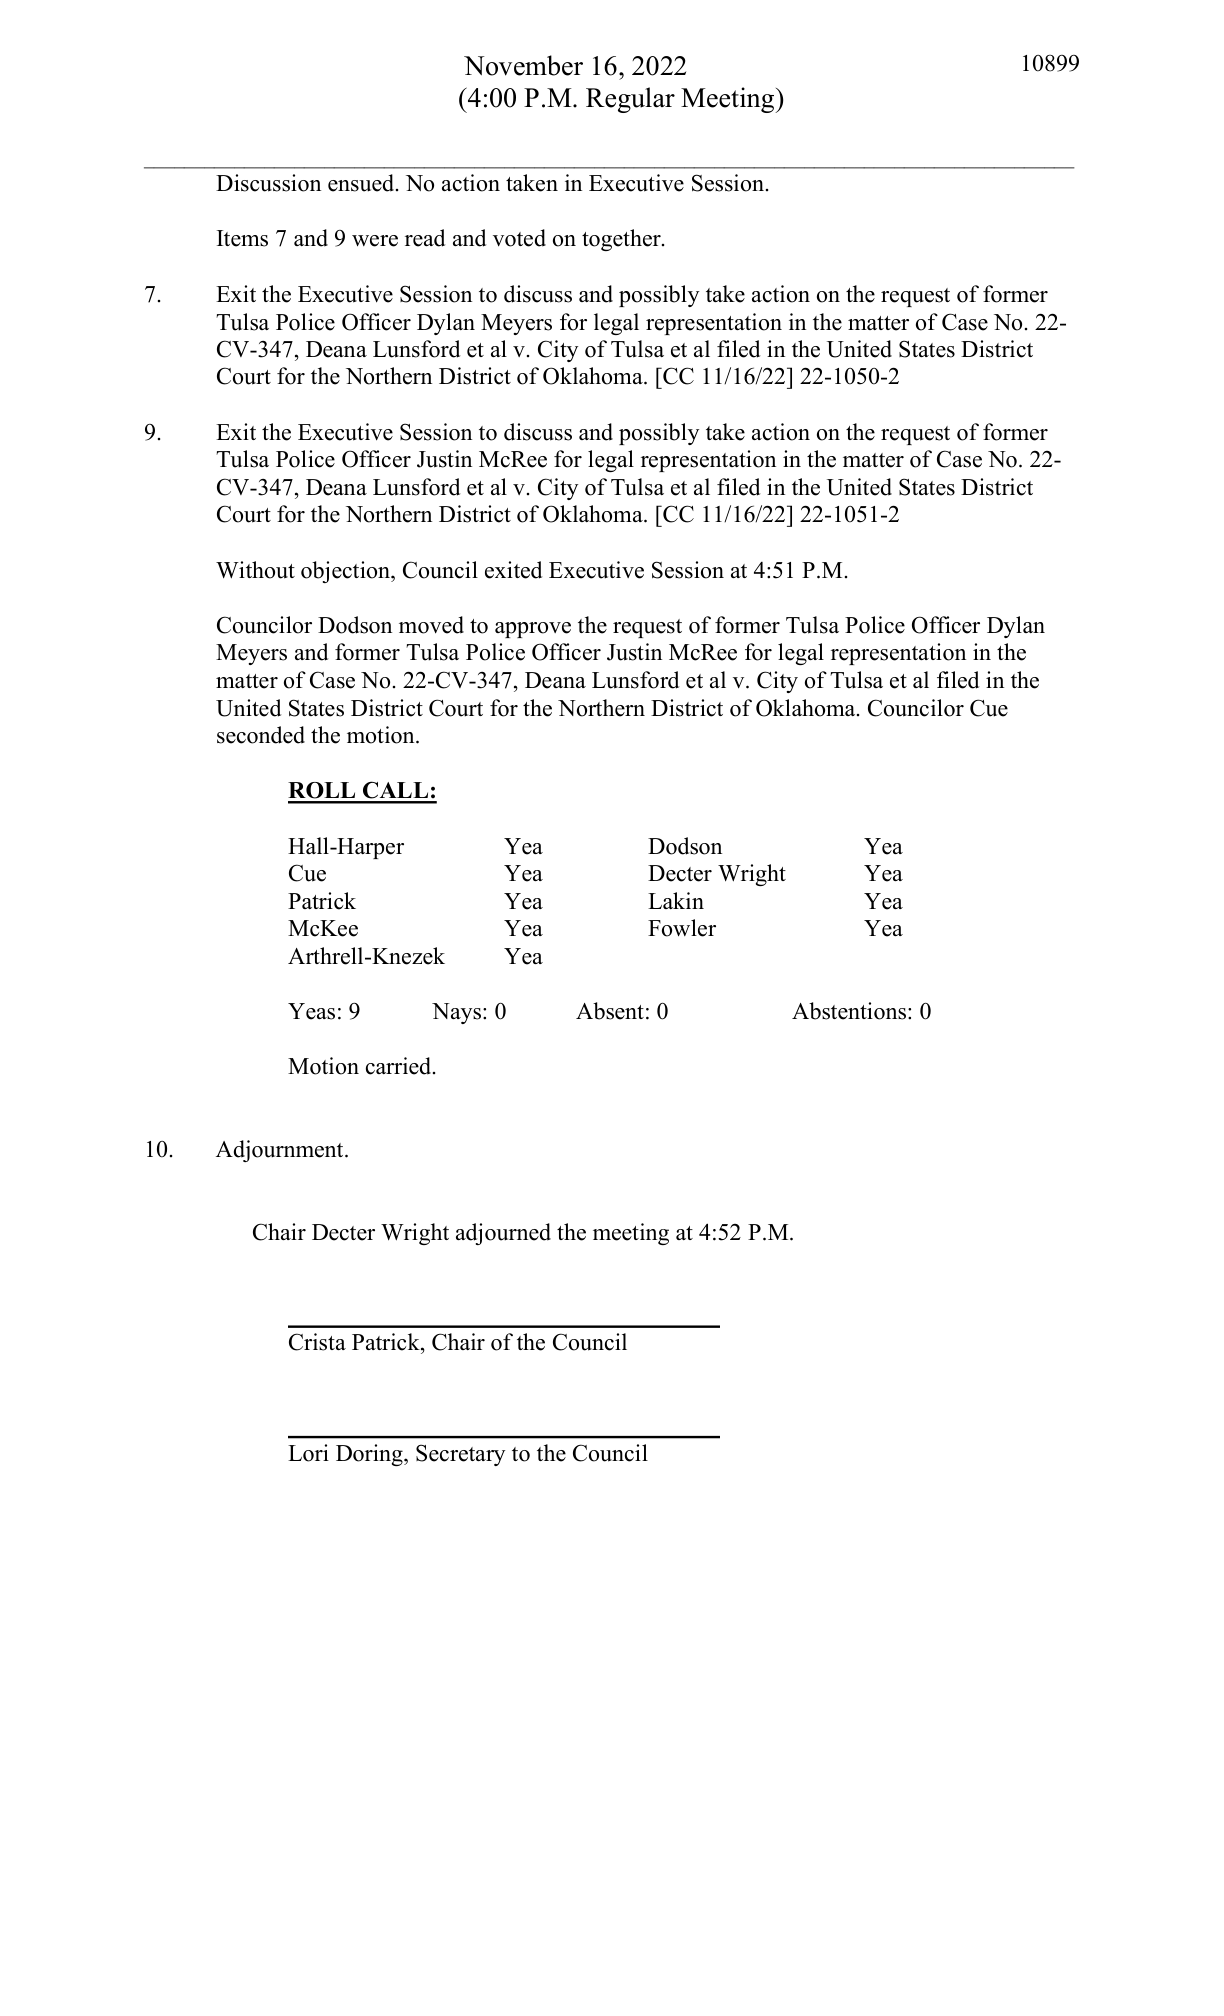 November 16, 2022
10899
(4:00 P.M. Regular Meeting)
Discussion ensued. No action taken in Executive Session.
Items 7 and 9 were read and voted on together.
7. Exit the Executive Session to discuss and possibly take action on the request of former
Tulsa Police Officer Dylan Meyers for legal representation in the matter of Case No. 22-
CV-347, Deana Lunsford et al v. City of Tulsa et al filed in the United States District
Court for the Northern District of Oklahoma. [CC 11/16/22] 22-1050-2
9. Exit the Executive Session to discuss and possibly take action on the request of former
Tulsa Police Officer Justin McRee for legal representation in the matter of Case No. 22-
CV-347, Deana Lunsford et al v. City of Tulsa et al filed in the United States District
Court for the Northern District of Oklahoma. [CC 11/16/22] 22-1051-2
Without objection, Council exited Executive Session at 4:51 P.M.
Councilor Dodson moved to approve the request of former Tulsa Police Officer Dylan
Meyers and former Tulsa Police Officer Justin McRee for legal representation in the
matter of Case No. 22-CV-347, Deana Lunsford et al v. City of Tulsa et al filed in the
United States District Court for the Northern District of Oklahoma. Councilor Cue
seconded the motion.
ROLL CALL:
Hall-Harper Yea Dodson Yea
Cue Yea Decter Wright Yea
Patrick Yea Lakin Yea
McKee Yea Fowler Yea
Arthrell-Knezek Yea
Yeas: 9 Nays: 0 Absent: 0 Abstentions: 0
Motion carried.
10. Adjournment.
Chair Decter Wright adjourned the meeting at 4:52 P.M.
Crista Patrick, Chair of the Council
Lori Doring, Secretary to the Council